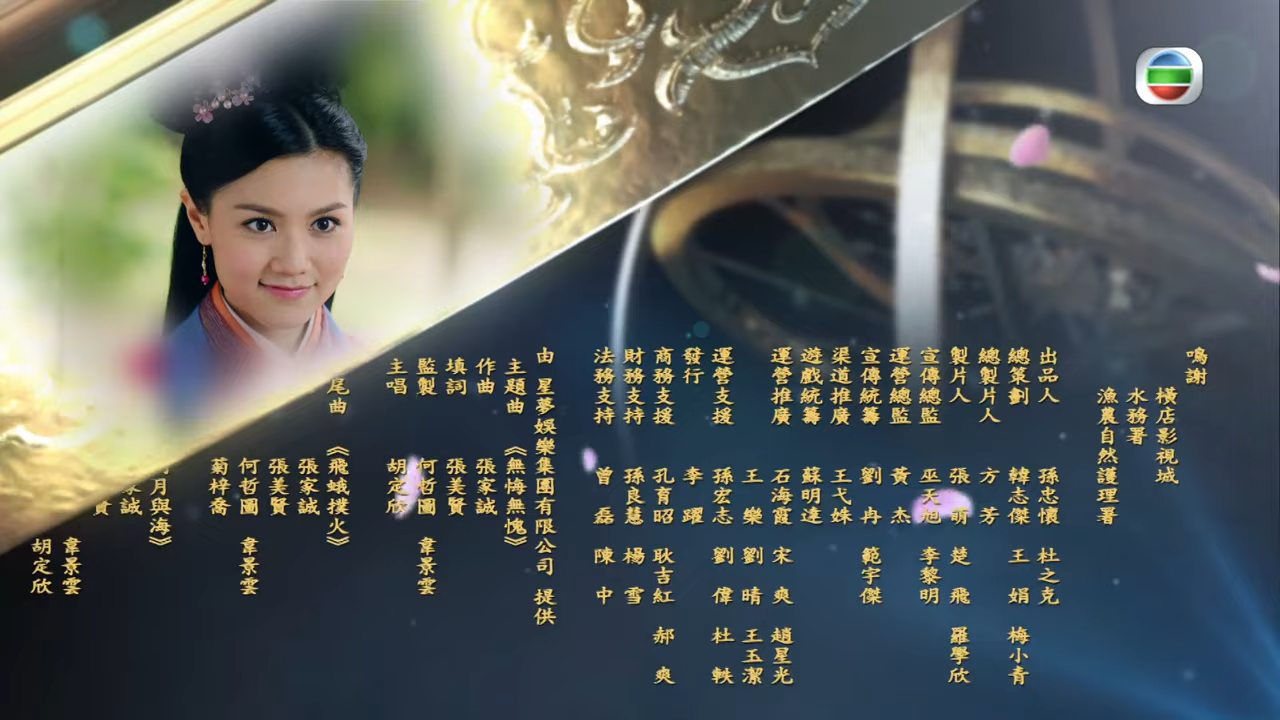 鳴謝
橫店影視城
水務署
漁農自然護理署
出品人 孫忠懷 杜之克
總策劃 韓志傑 王娟 梅小青
總製片人 方芳
製片人 張萌 楚飛 羅學欣
宣傳總監 巫天旭 李黎明
運營總監 黃杰
宣傳統籌 劉冉 範宇傑
渠道推廣 王弋姝
遊戲統籌 蘇明達
運營推廣 石海霞 宋爽 趙星光
王樂 劉晴 王玉潔
運營支援 孫宏志 劉偉 杜軼
發行 李躍
商務支援 孔育昭 耿吉紅 郝爽
財務支持 孫良慧 楊雪
法務支持 曾磊 陳中
由 星夢娛樂集團有限公司 提供
主題曲 《無悔無愧》
作曲 張家誠
填詞 張美賢
監製 何哲圖 韋景雲
主唱 胡定欣
尾曲 《飛蛾撲火》
張家誠
張美賢
何哲圖 韋景雲
菊梓喬
月與海》
誠
賢
韋景雲
胡定欣